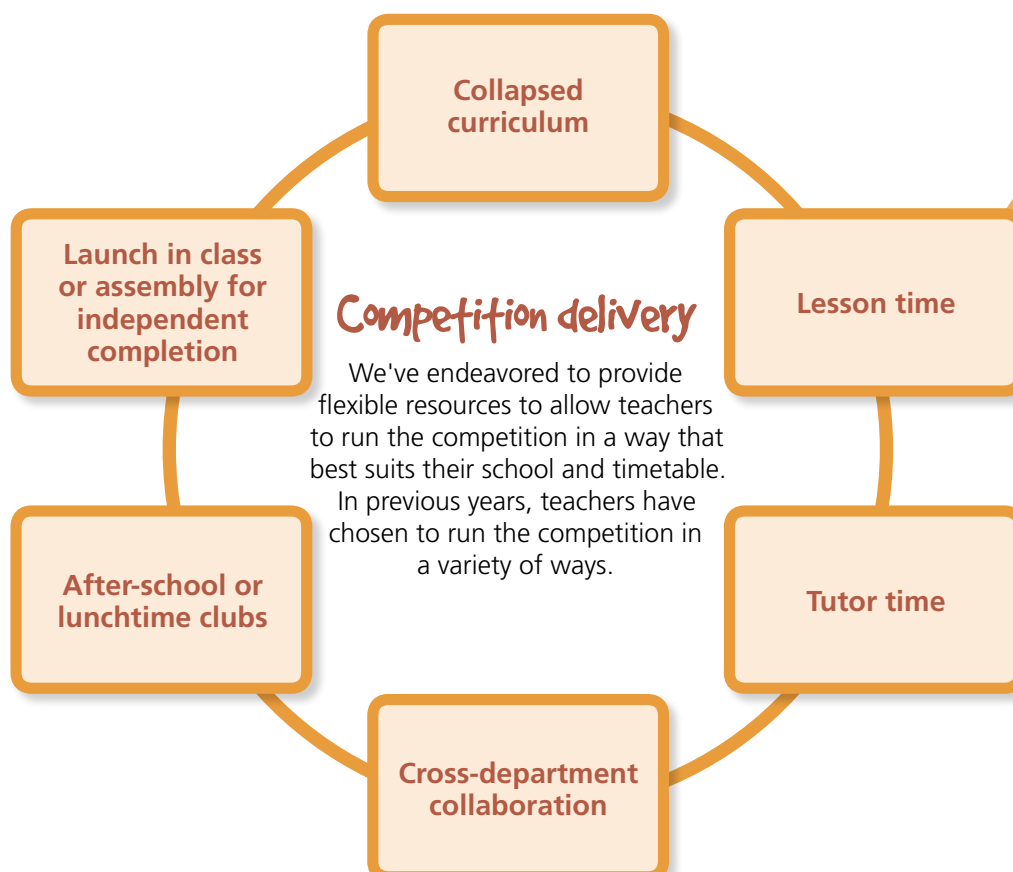 Collapsed
curriculum
Launch in class
or assembly for
independent
completion
Lesson time
Competition delivery
We've endeavored to provide
flexible resources to allow teachers
to run the competition in a way that
best suits their school and timetable.
In previous years, teachers have
chosen to run the competition in
a variety of ways.
After-school or
lunchtime clubs
Tutor time
Cross-department
collaboration